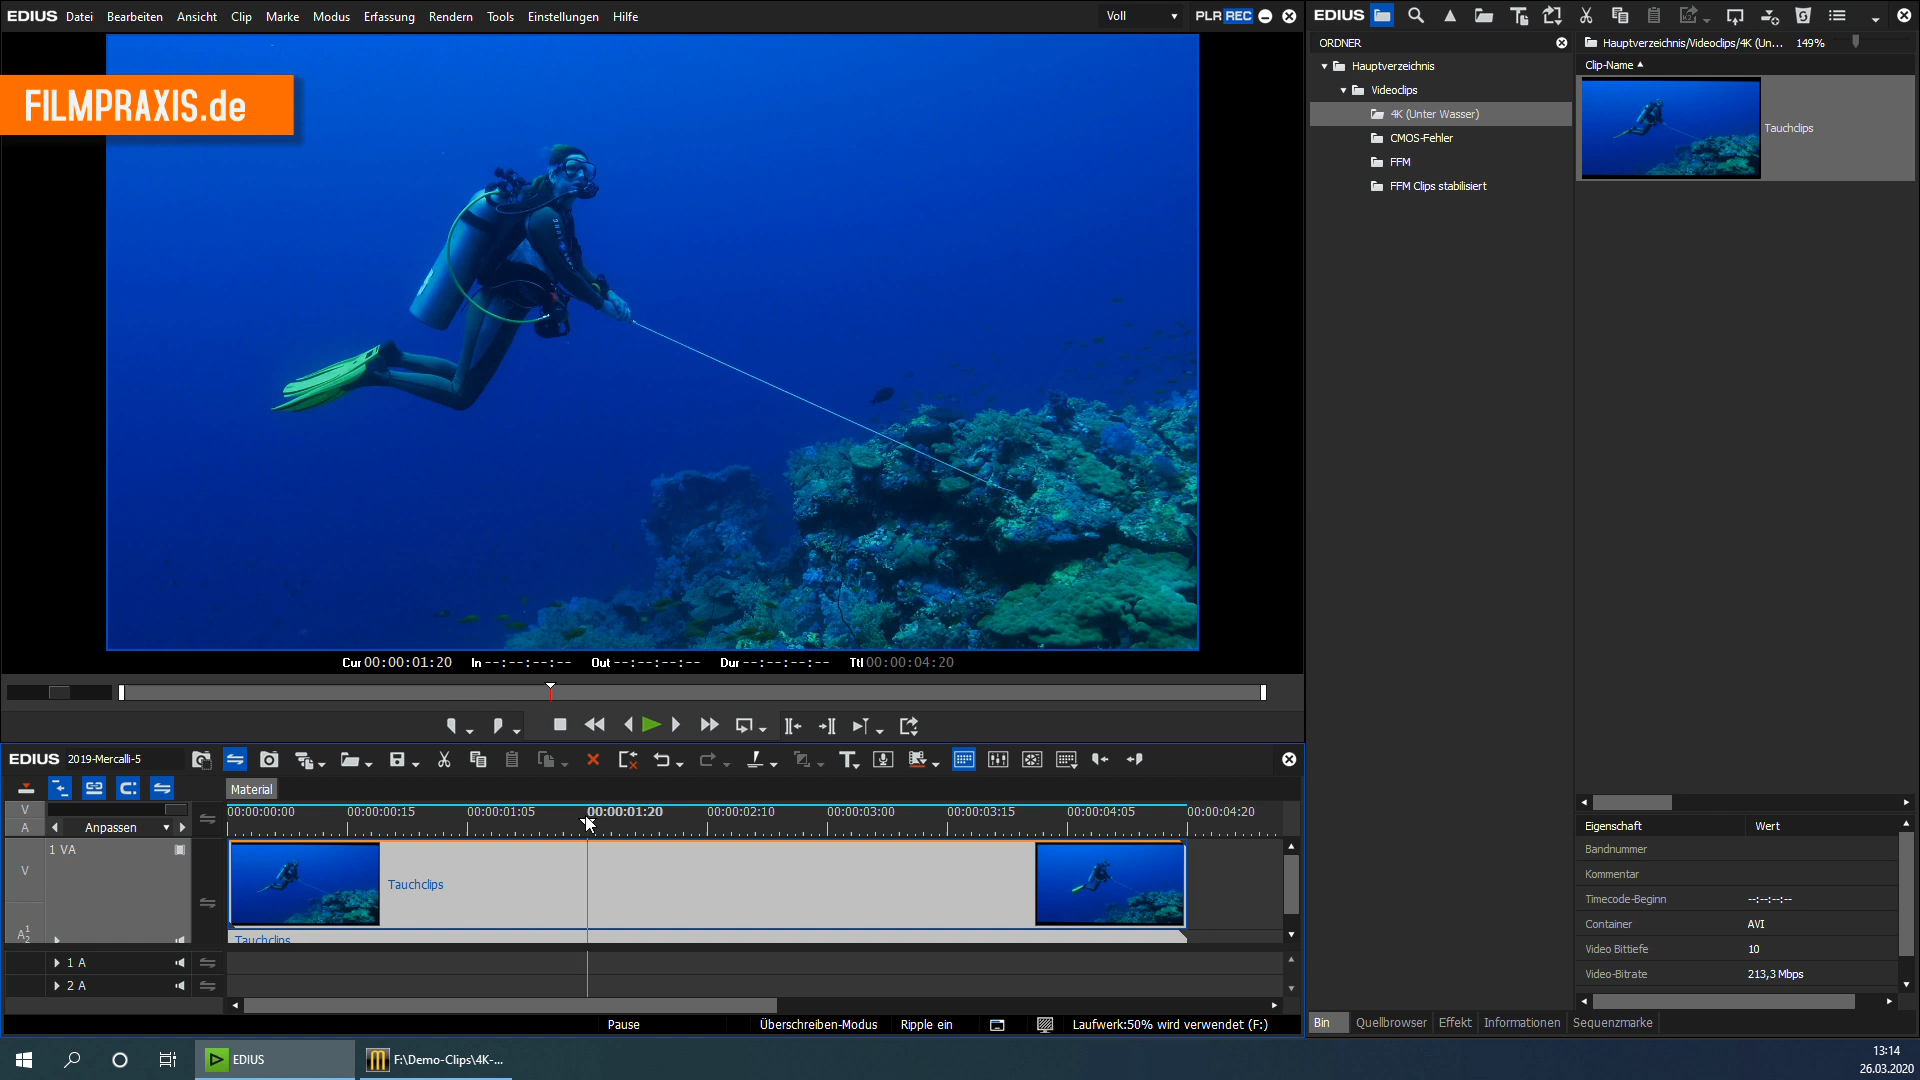 EDIUS Datei Bearbeiten Ansicht Clip Marke Modus Erfassung Rendern Tools Einstellungen Hilfe Voll PLR REC
FILMPRAXIS.de
Cur 00:00:01:20 In --:--:--:-- Out --:--:--:-- Dur --:--:--:-- Ttl 00:00:04:20
EDIUS
ORDNER
Hauptverzeichnis
Videoclips
4K (Unter Wasser)
CMOS-Fehler
FFM
FFM Clips stabilisiert
Hauptverzeichnis/Videoclips/4K (Un... 149%
Clip-Name
Tauchclips
Eigenschaft Wert
Bandnummer
Kommentar
Timecode-Beginn --:--:--:--
Container AVI
Video Bittiefe 10
Video-Bitrate 213,3 Mbps
Bin Quellbrowser Effekt Informationen Sequenzmarke
EDIUS 2019-Mercalli-5
Material
V
A Anpassen
00:00:00:00 00:00:00:15 00:00:01:05 00:00:01:20 00:00:02:10 00:00:03:00 00:00:03:15 00:00:04:05 00:00:04:20
1 VA
V
Tauchclips
A 1 2
Tauchclips
1 A
2 A
Pause Überschreiben-Modus Ripple ein Laufwerk:50% wird verwendet (F:)
EDIUS F:\Demo-Clips\4K-...
13:14
26.03.2020